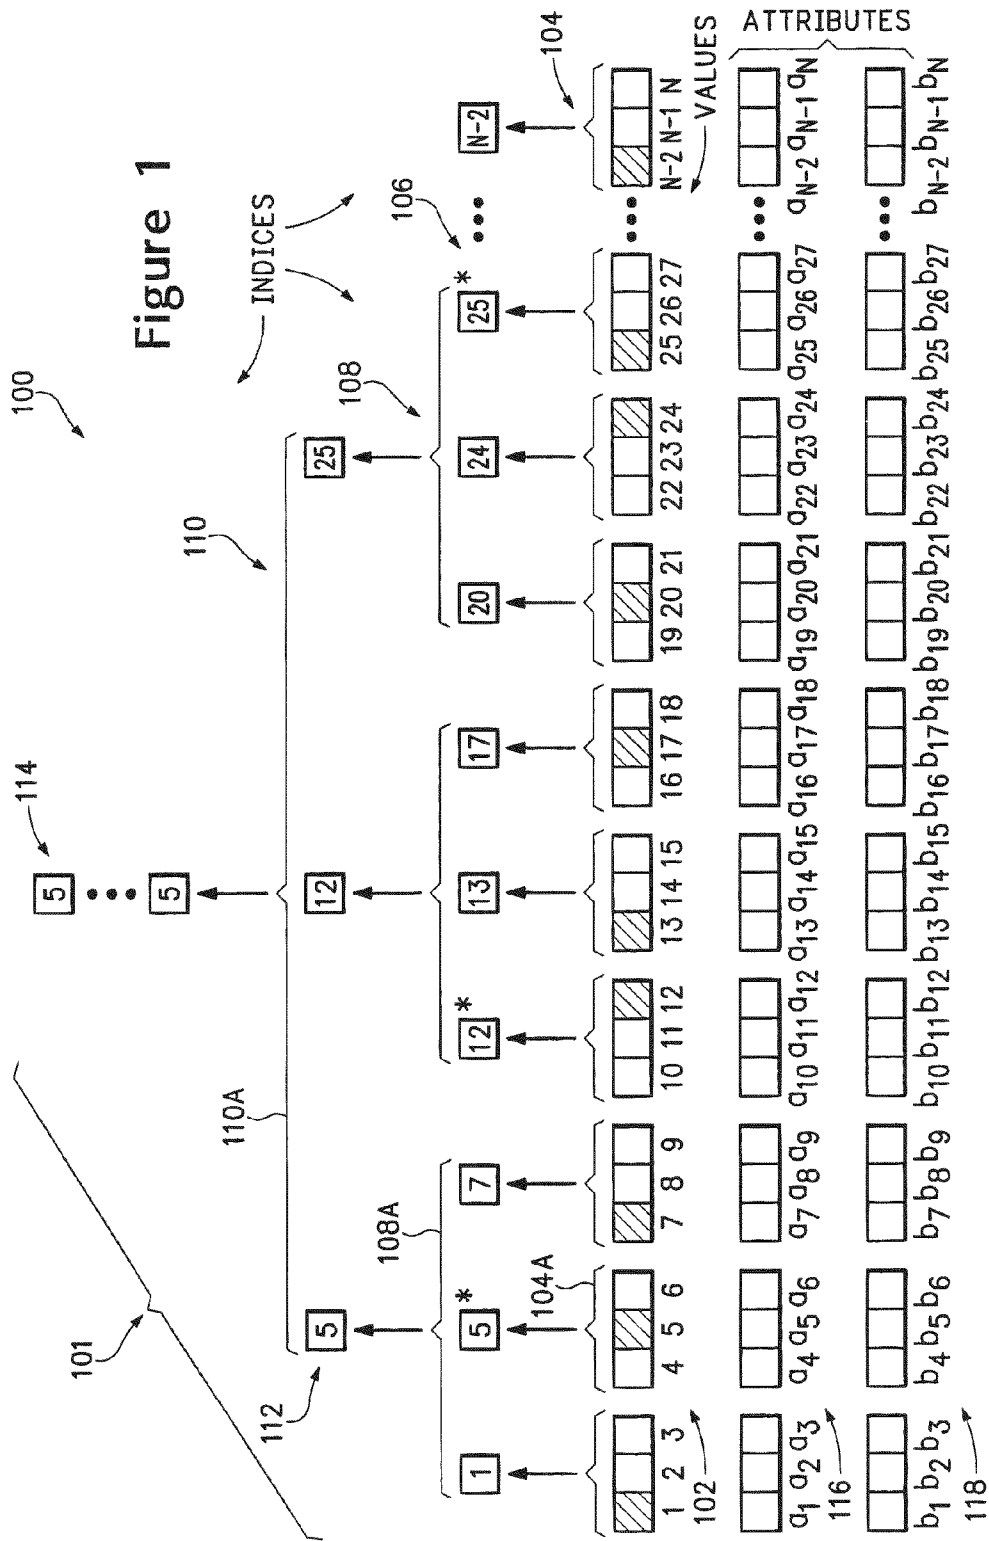 Figure 1
100
114
5
5
101
110
INDICES
110A
5
12
25
112
108
106
108A
104
1
5
*
7
12
*
13
17
20
24
25
*
N-2
104A
1 2 3
4 5 6
7 8 9
10 11 12
13 14 15
16 17 18
19 20 21
22 23 24
25 26 27
N-2 N-1 N
102
VALUES
ATTRIBUTES
a1 a2 a3
a4 a5 a6
a7 a8 a9
a10 a11 a12
a13 a14 a15
a16 a17 a18
a19 a20 a21
a22 a23 a24
a25 a26 a27
aN-2 aN-1 aN
116
b1 b2 b3
b4 b5 b6
b7 b8 b9
b10 b11 b12
b13 b14 b15
b16 b17 b18
b19 b20 b21
b22 b23 b24
b25 b26 b27
bN-2 bN-1 bN
118